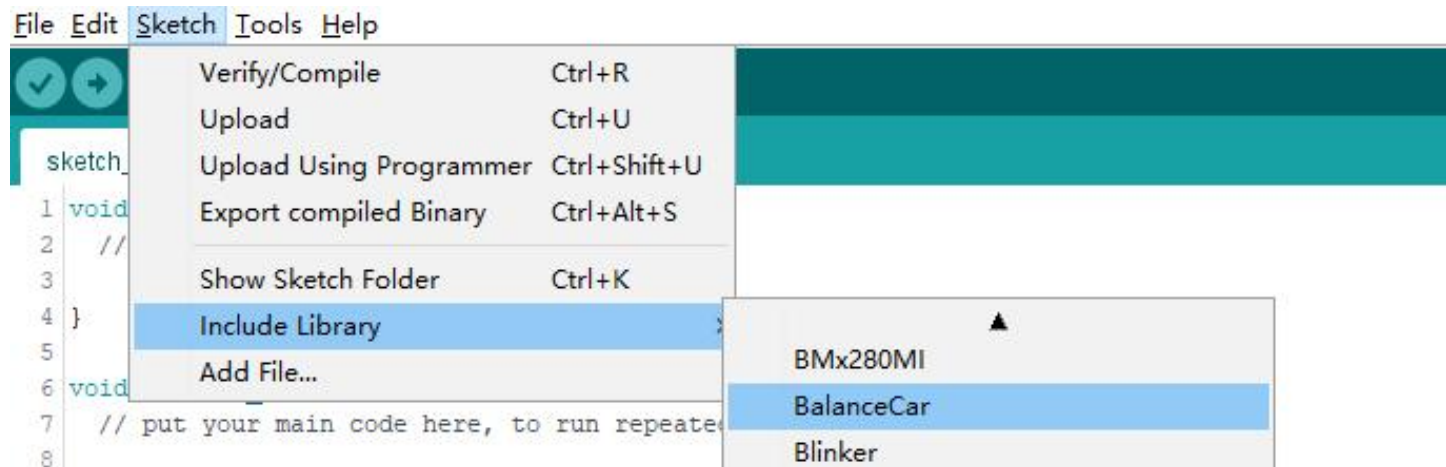 File Edit Sketch Tools Help
Verify/Compile Ctrl+R
Upload Ctrl+U
sketch_
Upload Using Programmer Ctrl+Shift+U
1 void
Export compiled Binary Ctrl+Alt+S
2 //
3 Show Sketch Folder Ctrl+K
4 }
Include Library
5
BMx280MI
Add File...
6 void
BalanceCar
7 // put your main code here, to run repeated
Blinker
8